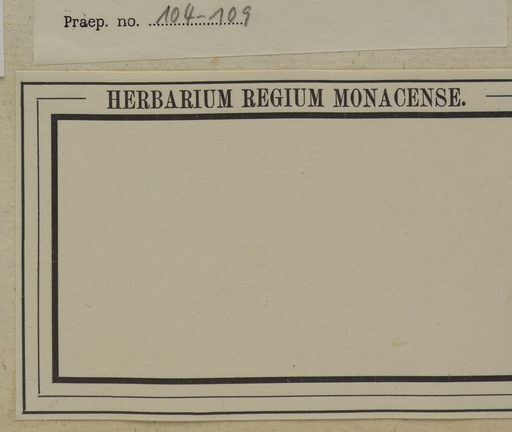 Praep. no. 104-109
HERBARIUM REGIUM MONACENSE.